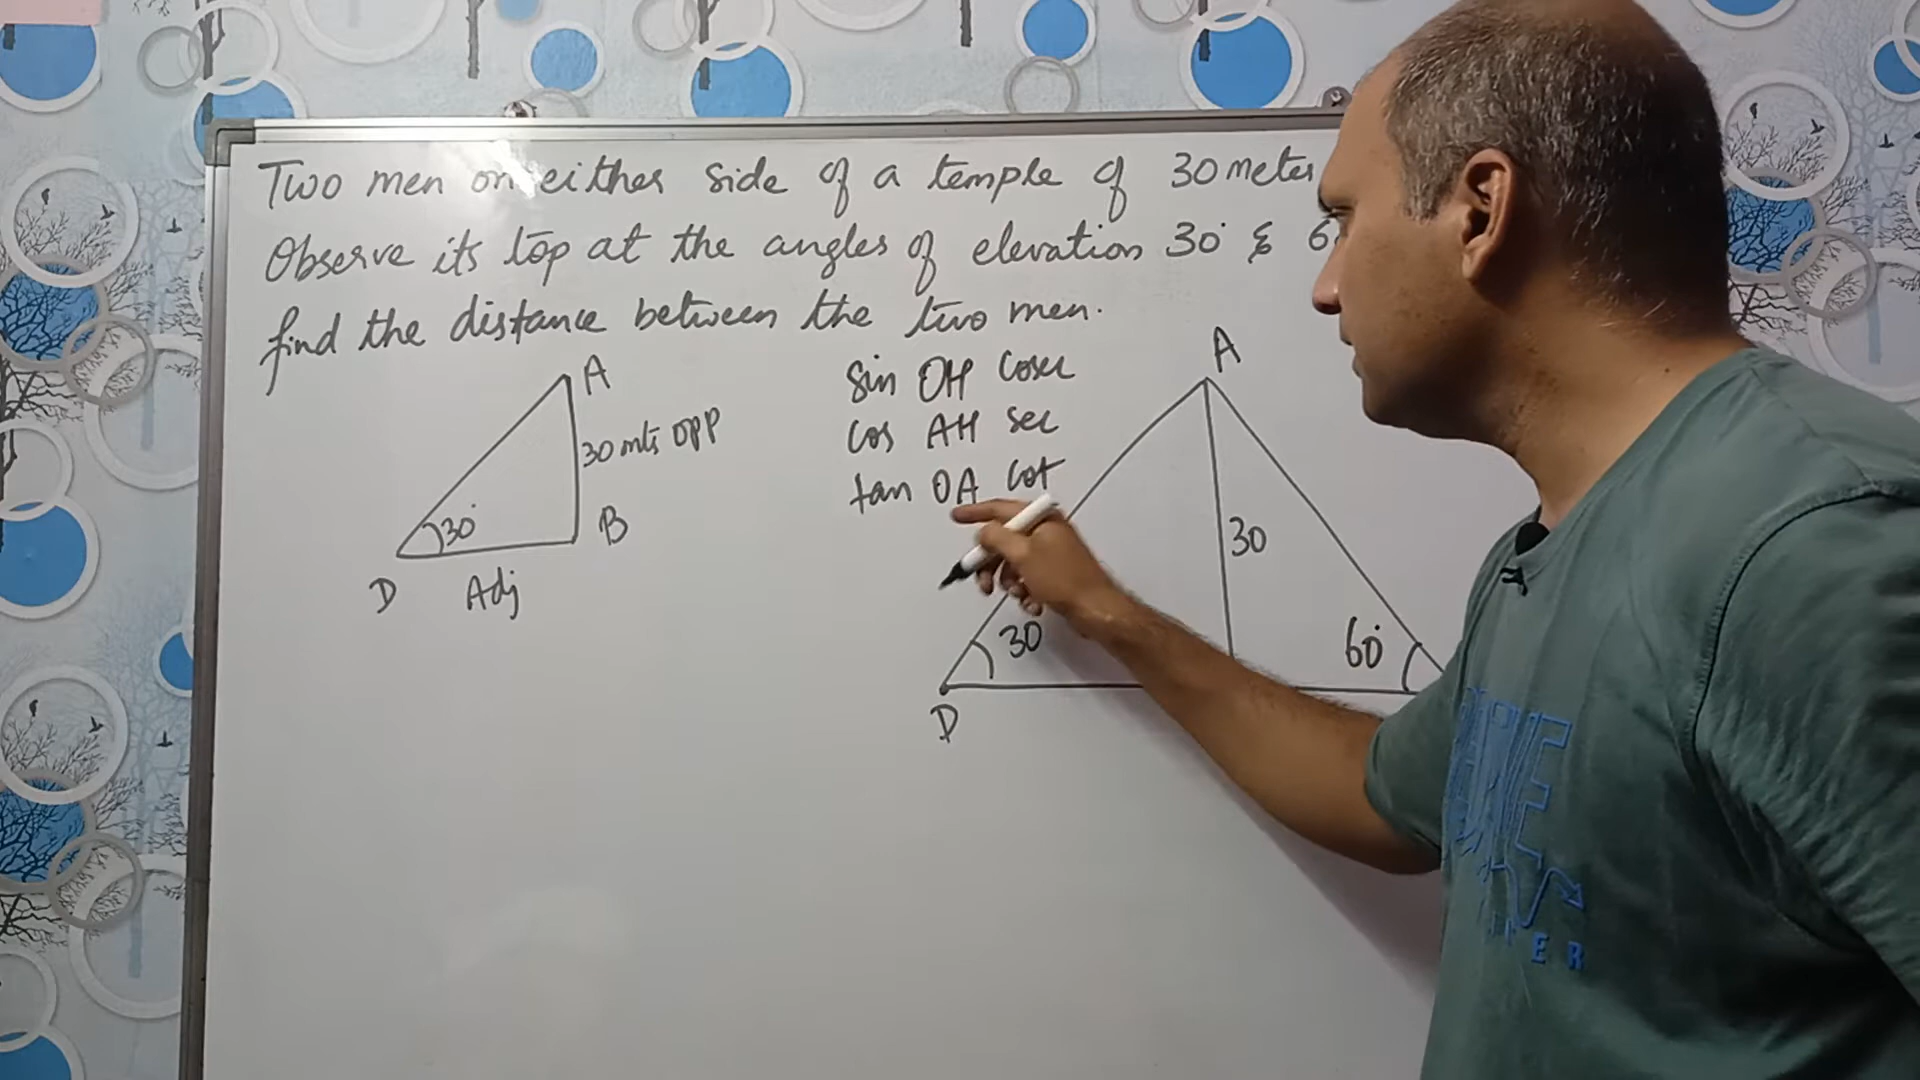 Two men on either side of a temple of 30 meter
Observe its top at the angles of elevation 30° &
find the distance between the two men.
A
30 mts opp
30°
B
D
Adj
Sin OH Cosec
Cos AH Sec
tan OA Cot
A
30
30
60°
D
ER